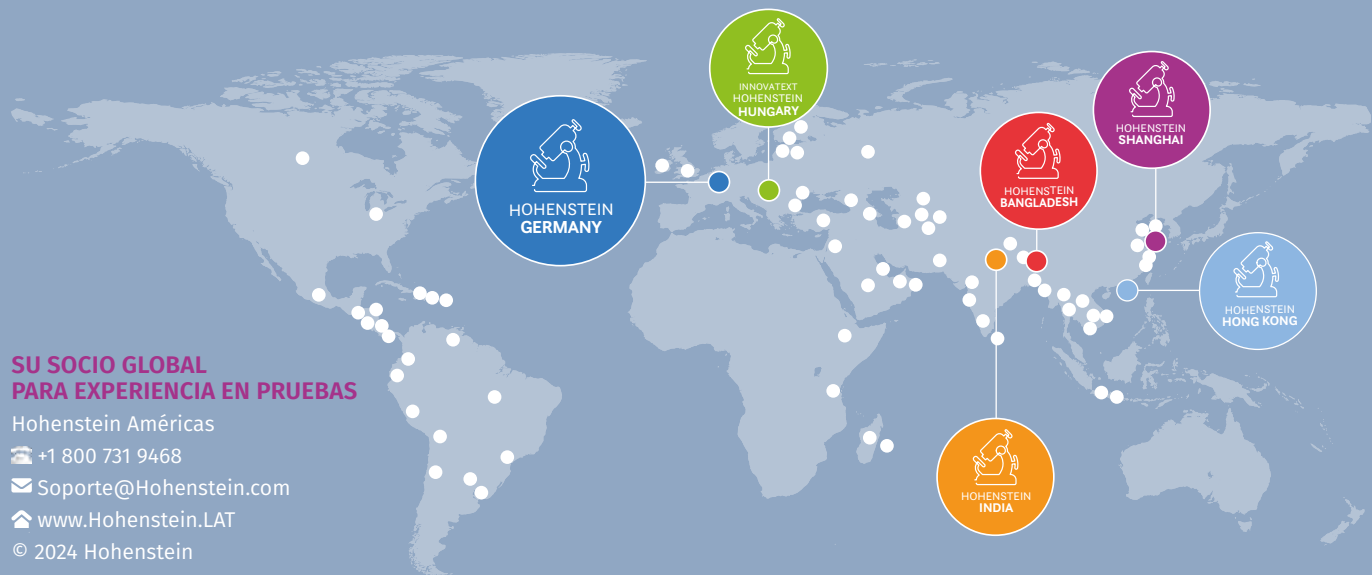 INNOVATEXT
HOHENSTEIN
HUNGARY
HOHENSTEIN
SHANGHAI
HOHENSTEIN
GERMANY
HOHENSTEIN
BANGLADESH
HOHENSTEIN
HONG KONG
HOHENSTEIN
INDIA
SU SOCIO GLOBAL
PARA EXPERIENCIA EN PRUEBAS
Hohenstein Américas
+1 800 731 9468
Soporte@Hohenstein.com
www.Hohenstein.LAT
© 2024 Hohenstein